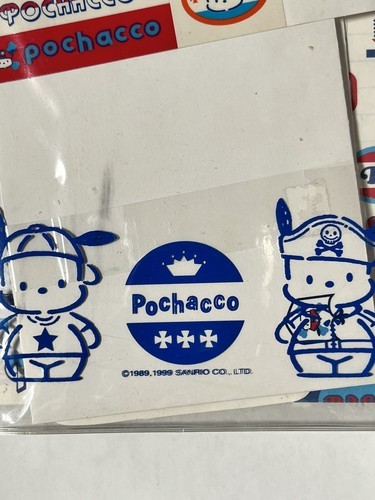 POCHACCO
pochacco
Pochacco
©1989,1999 SANRIO CO., LTD.